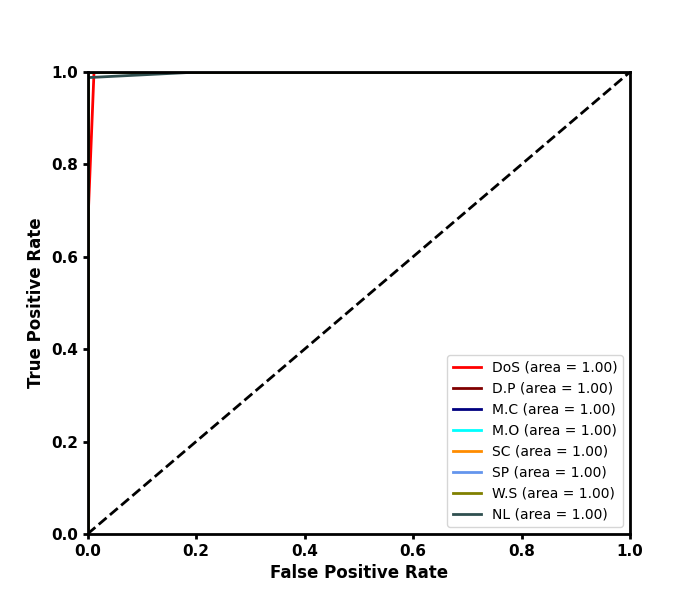 1.0
0.8
0.6
0.4
0.2
0.0
True Positive Rate
DoS (area = 1.00)
D.P (area = 1.00)
M.C (area = 1.00)
M.O (area = 1.00)
SC (area = 1.00)
SP (area = 1.00)
W.S (area = 1.00)
NL (area = 1.00)
0.0 0.2 0.4 0.6 0.8 1.0
False Positive Rate